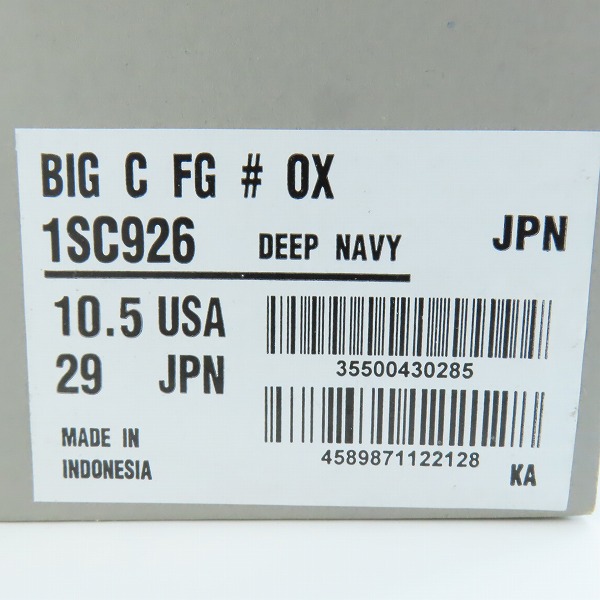 BIG C FG # OX
1SC926 DEEP NAVY JPN
10.5 USA
29 JPN
35500430285
4589871122128
MADE IN
INDONESIA
KA